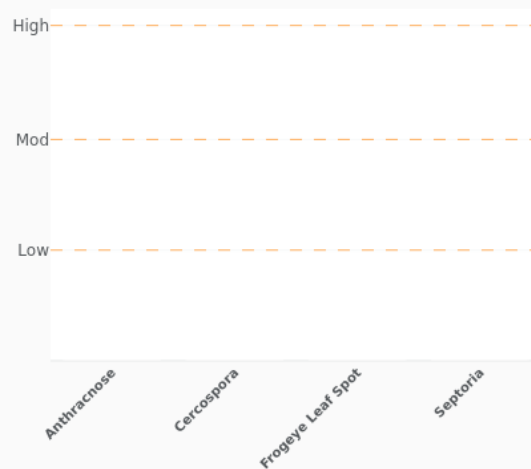 High
Mod
Low
Anthracnose
Cercospora
Frogeye Leaf Spot
Septoria